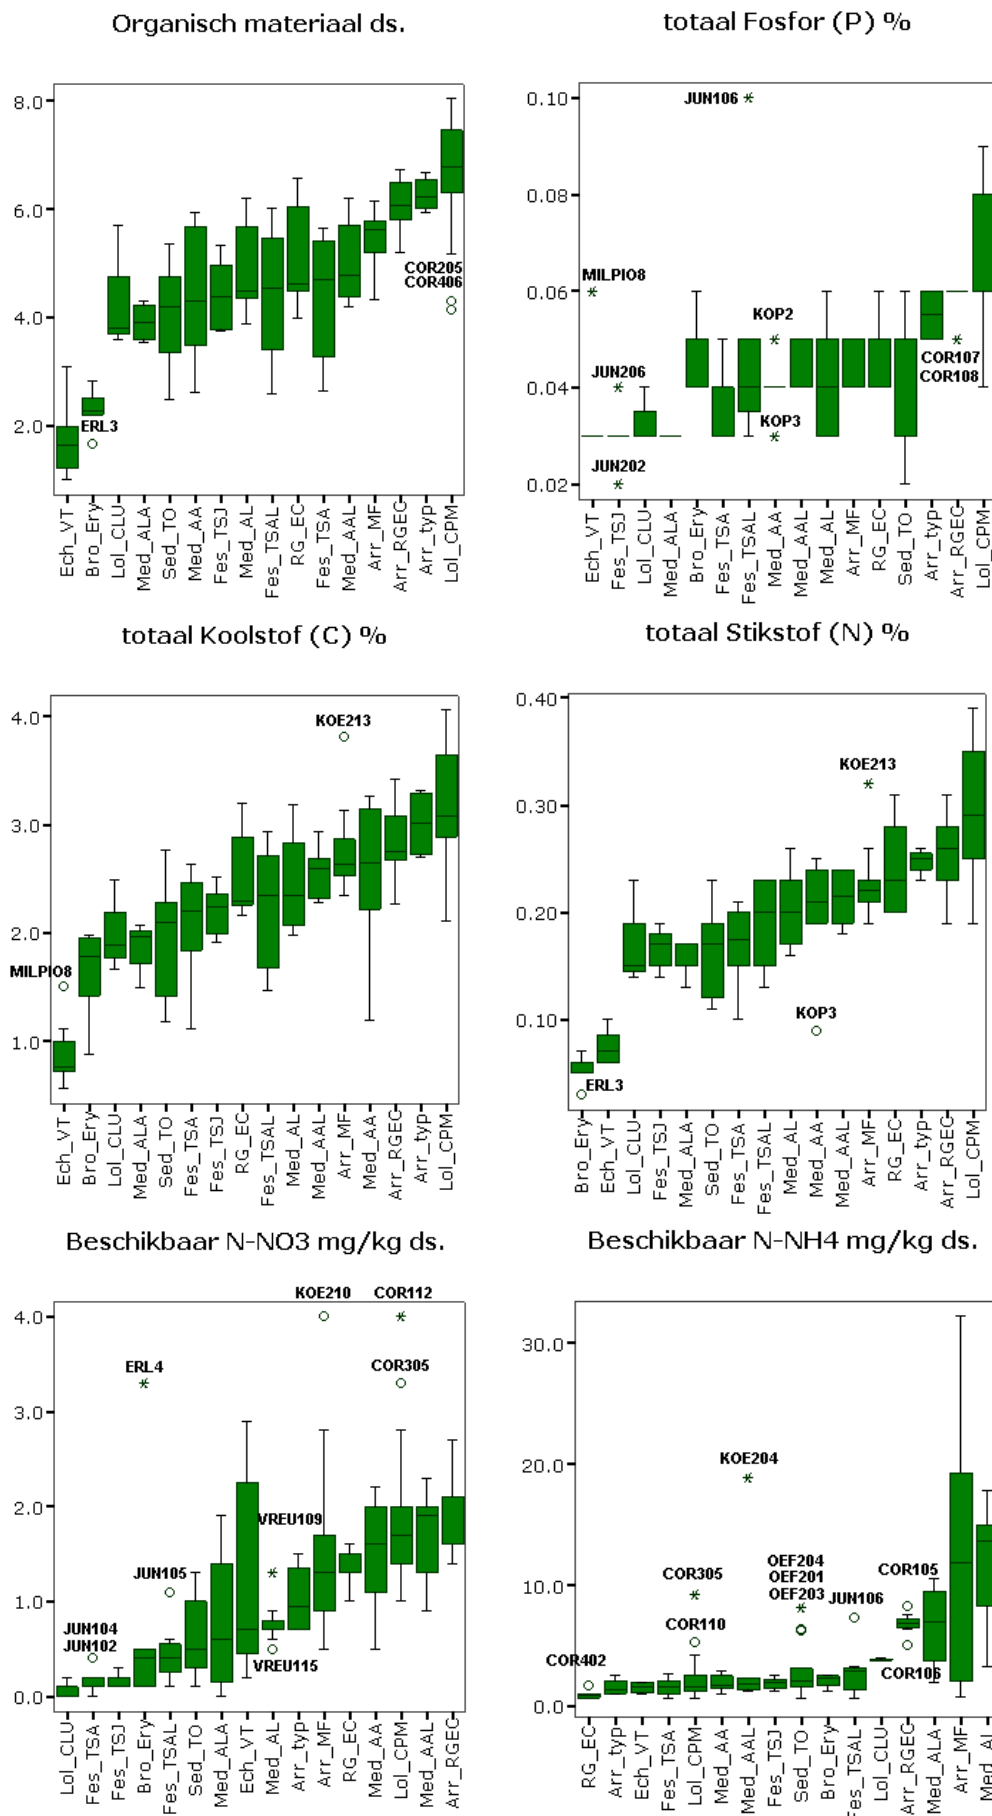 Organisch materiaal ds.
8.0
6.0
4.0
2.0
ERL3
COR205
COR406
Ech_VT
Bro_Ery
Lol_CLU
Med_ALA
Sed_TO
Med_AA
Fes_TSJ
Med_AL
Fes_TSAL
RG_EC
Fes_TSA
Med_AAL
Arr_MF
Arr_RGEC
Arr_typ
Lol_CPM
totaal Fosfor (P) %
0.10
0.08
0.06
0.04
0.02
JUN106
MILPIO8
KOP2
JUN206
KOP3
JUN202
COR107
COR108
Ech_VT
Fes_TSJ
Lol_CLU
Med_ALA
Bro_Ery
Fes_TSA
Fes_TSAL
Med_AA
Med_AAL
Med_AL
Arr_MF
RG_EC
Sed_TO
Arr_typ
Arr_RGEC
Lol_CPM
totaal Koolstof (C) %
4.0
3.0
2.0
1.0
KOE213
MILPIO8
Ech_VT
Bro_Ery
Lol_CLU
Med_ALA
Sed_TO
Fes_TSA
Fes_TSJ
RG_EC
Fes_TSAL
Med_AL
Med_AAL
Arr_MF
Med_AA
Arr_RGEC
Arr_typ
Lol_CPM
totaal Stikstof (N) %
0.40
0.30
0.20
0.10
KOE213
KOP3
ERL3
Bro_Ery
Ech_VT
Lol_CLU
Fes_TSJ
Med_ALA
Sed_TO
Fes_TSA
Fes_TSAL
Med_AL
Med_AA
Med_AAL
Arr_MF
RG_EC
Arr_typ
Arr_RGEC
Lol_CPM
Beschikbaar N-NO3 mg/kg ds.
4.0
3.0
2.0
1.0
0.0
KOE210
COR112
ERL4
COR305
VREU109
JUN105
JUN104
JUN102
VREU115
Lol_CLU
Fes_TSA
Fes_TSJ
Bro_Ery
Fes_TSAL
Sed_TO
Med_ALA
Ech_VT
Med_AL
Arr_typ
Arr_MF
RG_EC
Med_AA
Lol_CPM
Med_AAL
Arr_RGEC
Beschikbaar N-NH4 mg/kg ds.
30.0
20.0
10.0
0.0
KOE204
COR305
OEF204
OEF201
OEF203
COR105
JUN106
COR110
COR402
COR106
RG_EC
Arr_typ
Ech_VT
Fes_TSA
Lol_CPM
Med_AA
Med_AAL
Fes_TSJ
Sed_TO
Bro_Ery
Fes_TSAL
Lol_CLU
Arr_RGEC
Med_ALA
Arr_MF
Med_AL